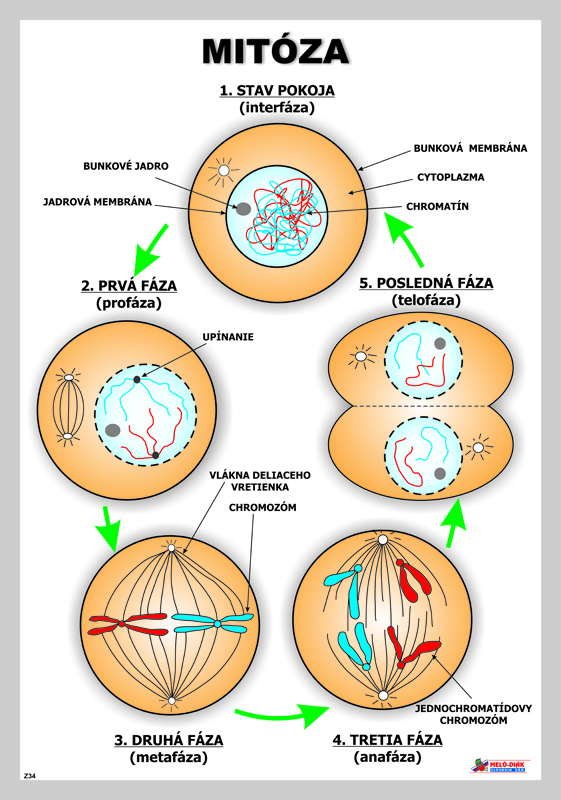 MITÓZA
1. STAV POKOJA
(interfáza)
BUNKOVÁ MEMBRÁNA
BUNKOVÉ JADRO
CYTOPLAZMA
JADROVÁ MEMBRÁNA
CHROMATÍN
2. PRVÁ FÁZA
(profáza)
5. POSLEDNÁ FÁZA
(telofáza)
UPÍNANIE
VLÁKNA DELIACEHO
VRETIENKA
CHROMOZÓM
JEDNOCHROMATÍDOVY
CHROMOZÓM
3. DRUHÁ FÁZA
(metafáza)
4. TRETIA FÁZA
(anafáza)
Z34
MELÓ-DIÁK
SLOVAKIA S.R.O.